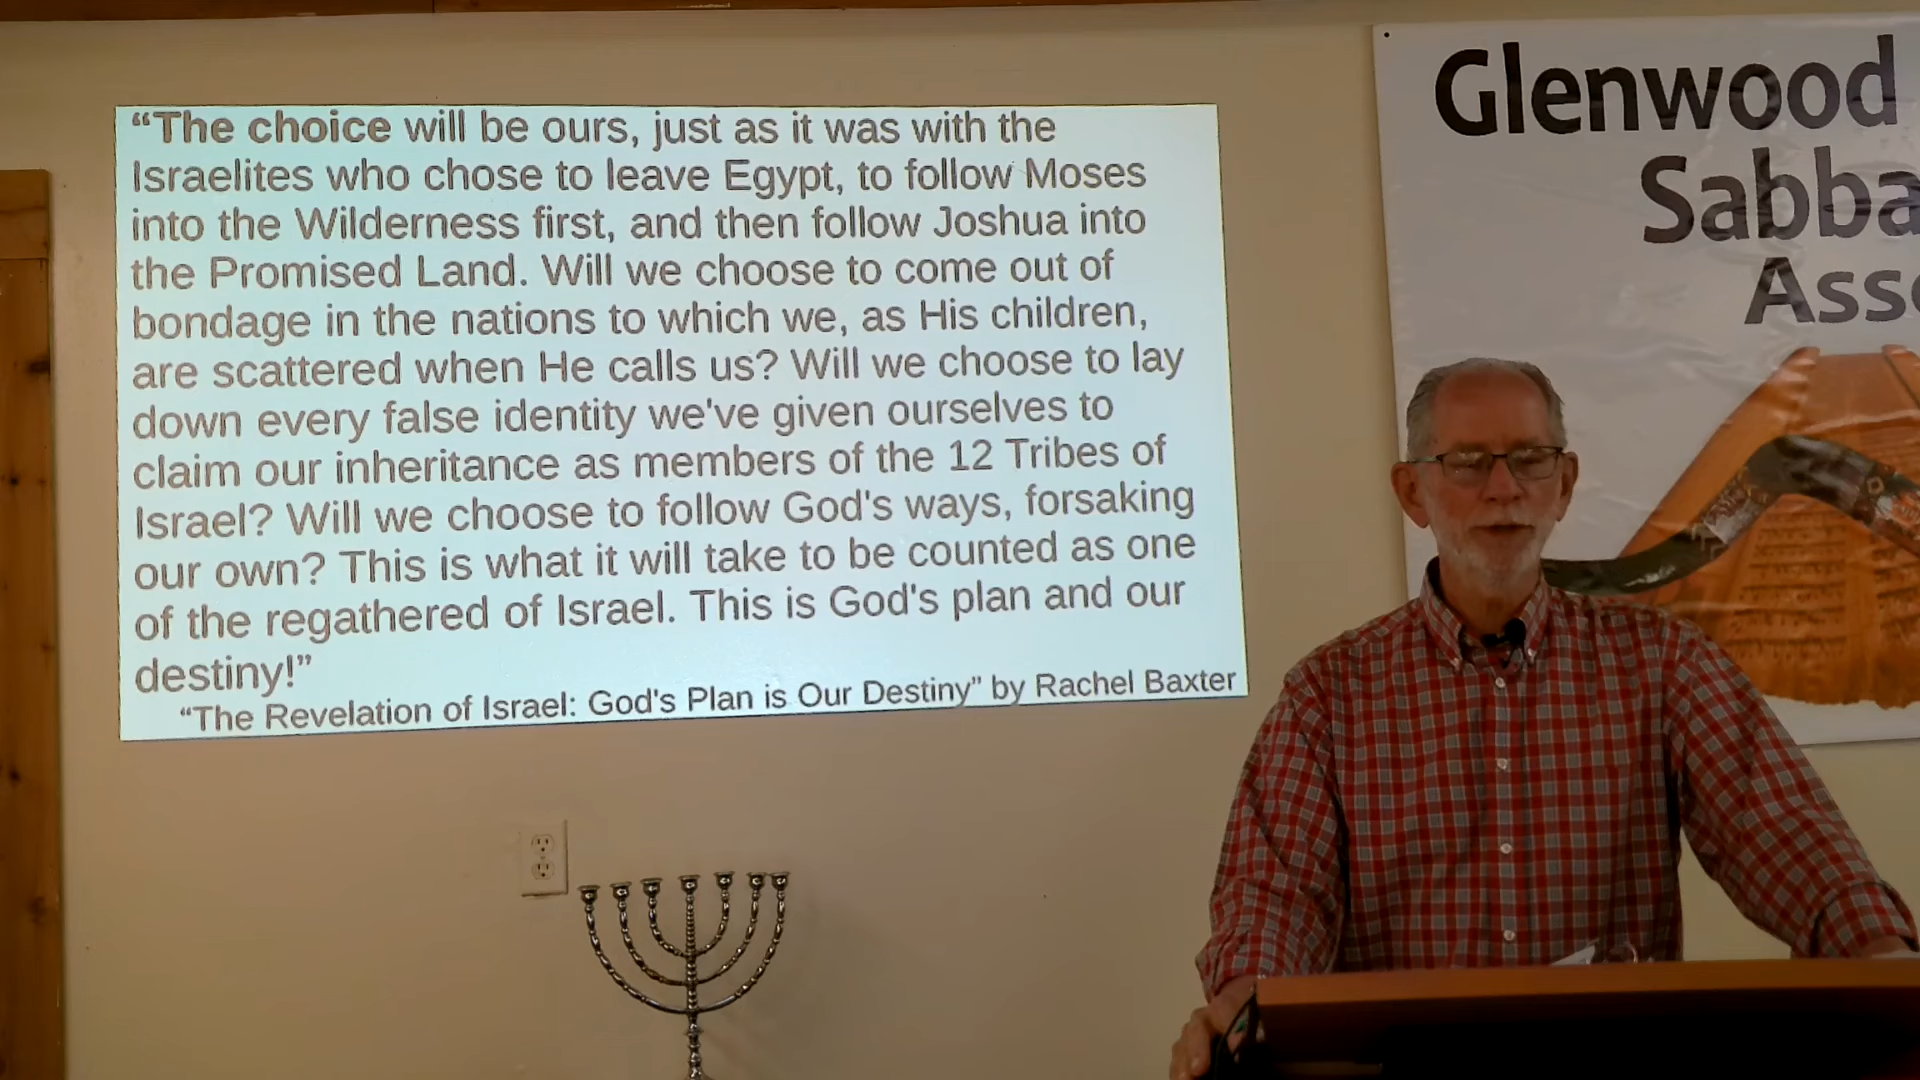 “The choice will be ours, just as it was with the
Israelites who chose to leave Egypt, to follow Moses
into the Wilderness first, and then follow Joshua into
the Promised Land. Will we choose to come out of
bondage in the nations to which we, as His children,
are scattered when He calls us? Will we choose to lay
down every false identity we've given ourselves to
claim our inheritance as members of the 12 Tribes of
Israel? Will we choose to follow God's ways, forsaking
our own? This is what it will take to be counted as one
of the regathered of Israel. This is God's plan and our
destiny!”
“The Revelation of Israel: God's Plan is Our Destiny” by Rachel Baxter
Glenwood
Sabba
Asse